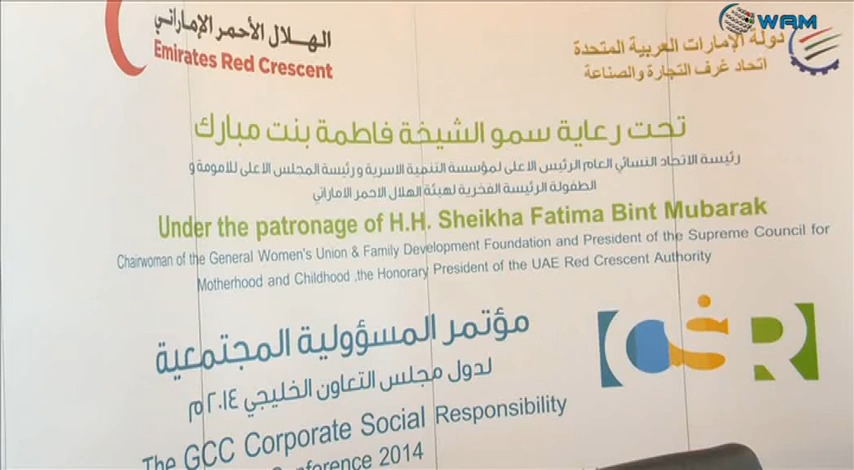 WAM
الهلال الأحمر الإماراتي
Emirates Red Crescent
دولة الإمارات العربية المتحدة
اتحاد غرف التجارة والصناعة
تحت رعاية سمو الشيخة فاطمة بنت مبارك
رئيسة الاتحاد النسائي العام الرئيس الاعلى لمؤسسة التنمية الاسرية ورئيسة المجلس الاعلى للامومة و
الطفولة الرئيسة الفخرية لهيئة الهلال الاحمر الاماراتي
Under the patronage of H.H. Sheikha Fatima Bint Mubarak
Chairwoman of the General Women's Union & Family Development Foundation and President of the Supreme Council for
Motherhood and Childhood ,the Honorary President of the UAE Red Crescent Authority
مؤتمر المسؤولية المجتمعية
لدول مجلس التعاون الخليجي ٢٠١٤م
CSR
The GCC Corporate Social Responsibility
Conference 2014